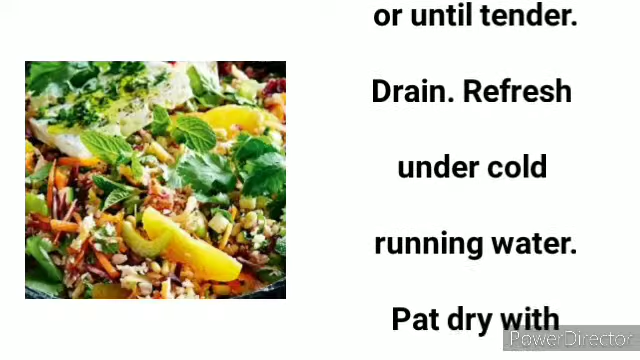 or until tender.
Drain. Refresh
under cold
running water.
Pat dry with
PowerDirector